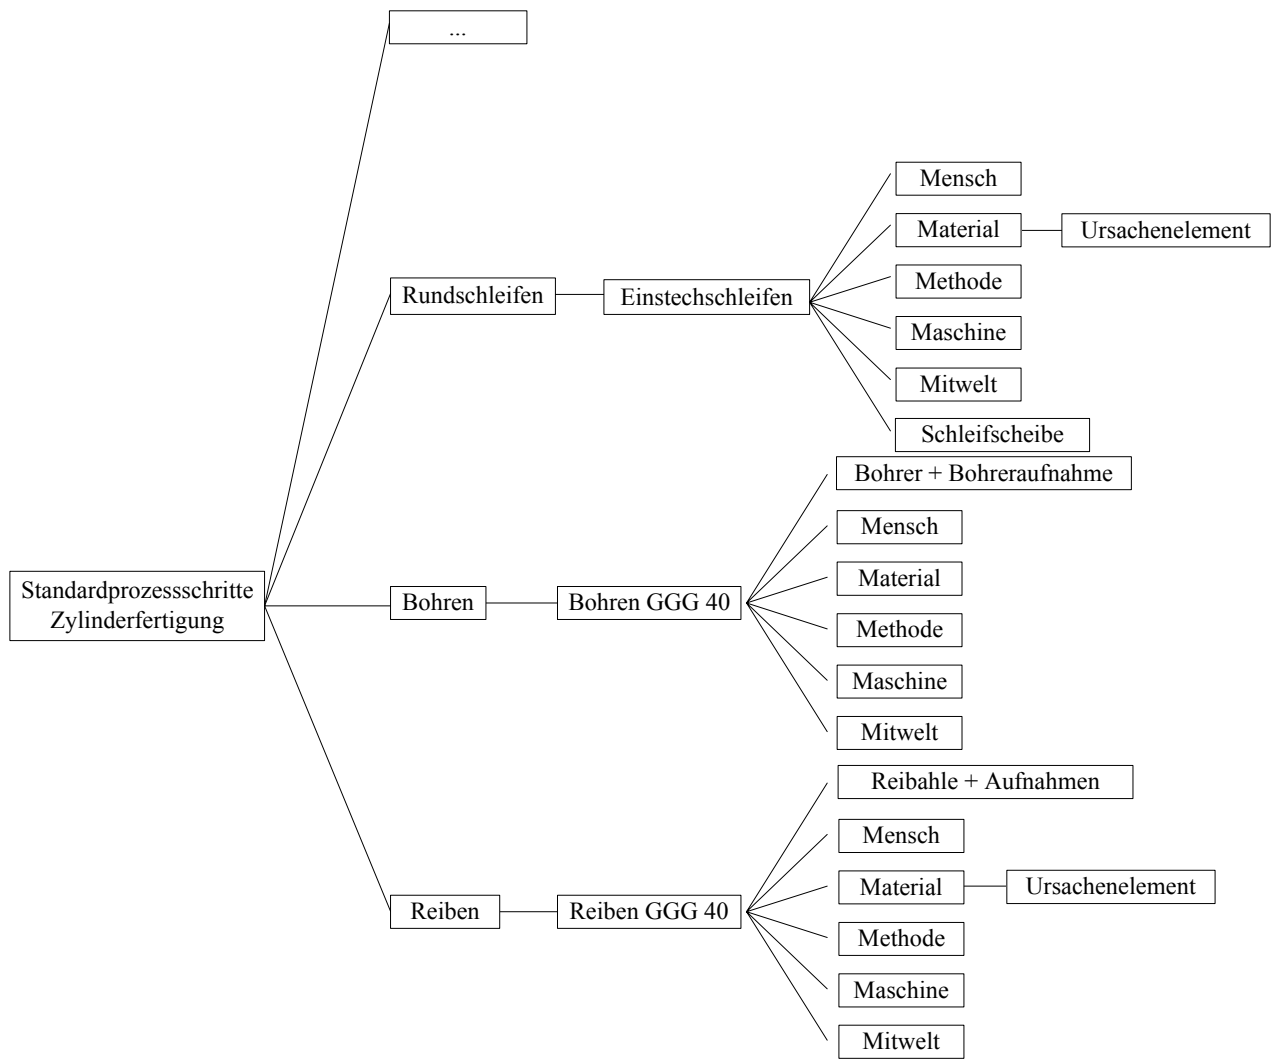 ...
Mensch
Material
Ursachenelement
Methode
Rundschleifen
Einstechschleifen
Maschine
Mitwelt
Schleifscheibe
Bohrer + Bohreraufnahme
Mensch
Standardprozessschritte
Zylinderfertigung
Bohren
Bohren GGG 40
Material
Methode
Maschine
Mitwelt
Reibahle + Aufnahmen
Mensch
Material
Ursachenelement
Reiben
Reiben GGG 40
Methode
Maschine
Mitwelt